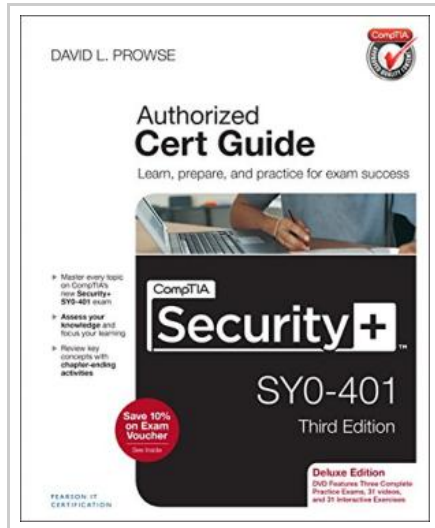 DAVID L. PROWSE
CompTIA
Authorized
Cert Guide
Learn, prepare, and practice for exam success
Master every topic
on CompTIA's
new Security+
SY0-401 exam
Assess your
knowledge and
focus your learning
Review key
concepts with
chapter-ending
activities
CompTIA
Security+™
SY0-401
Third Edition
Save 10%
on Exam
Voucher
See Inside
Deluxe Edition
DVD Features Three Complete
Practice Exams, 31 videos,
and 31 Interactive Exercises
PEARSON IT
CERTIFICATION